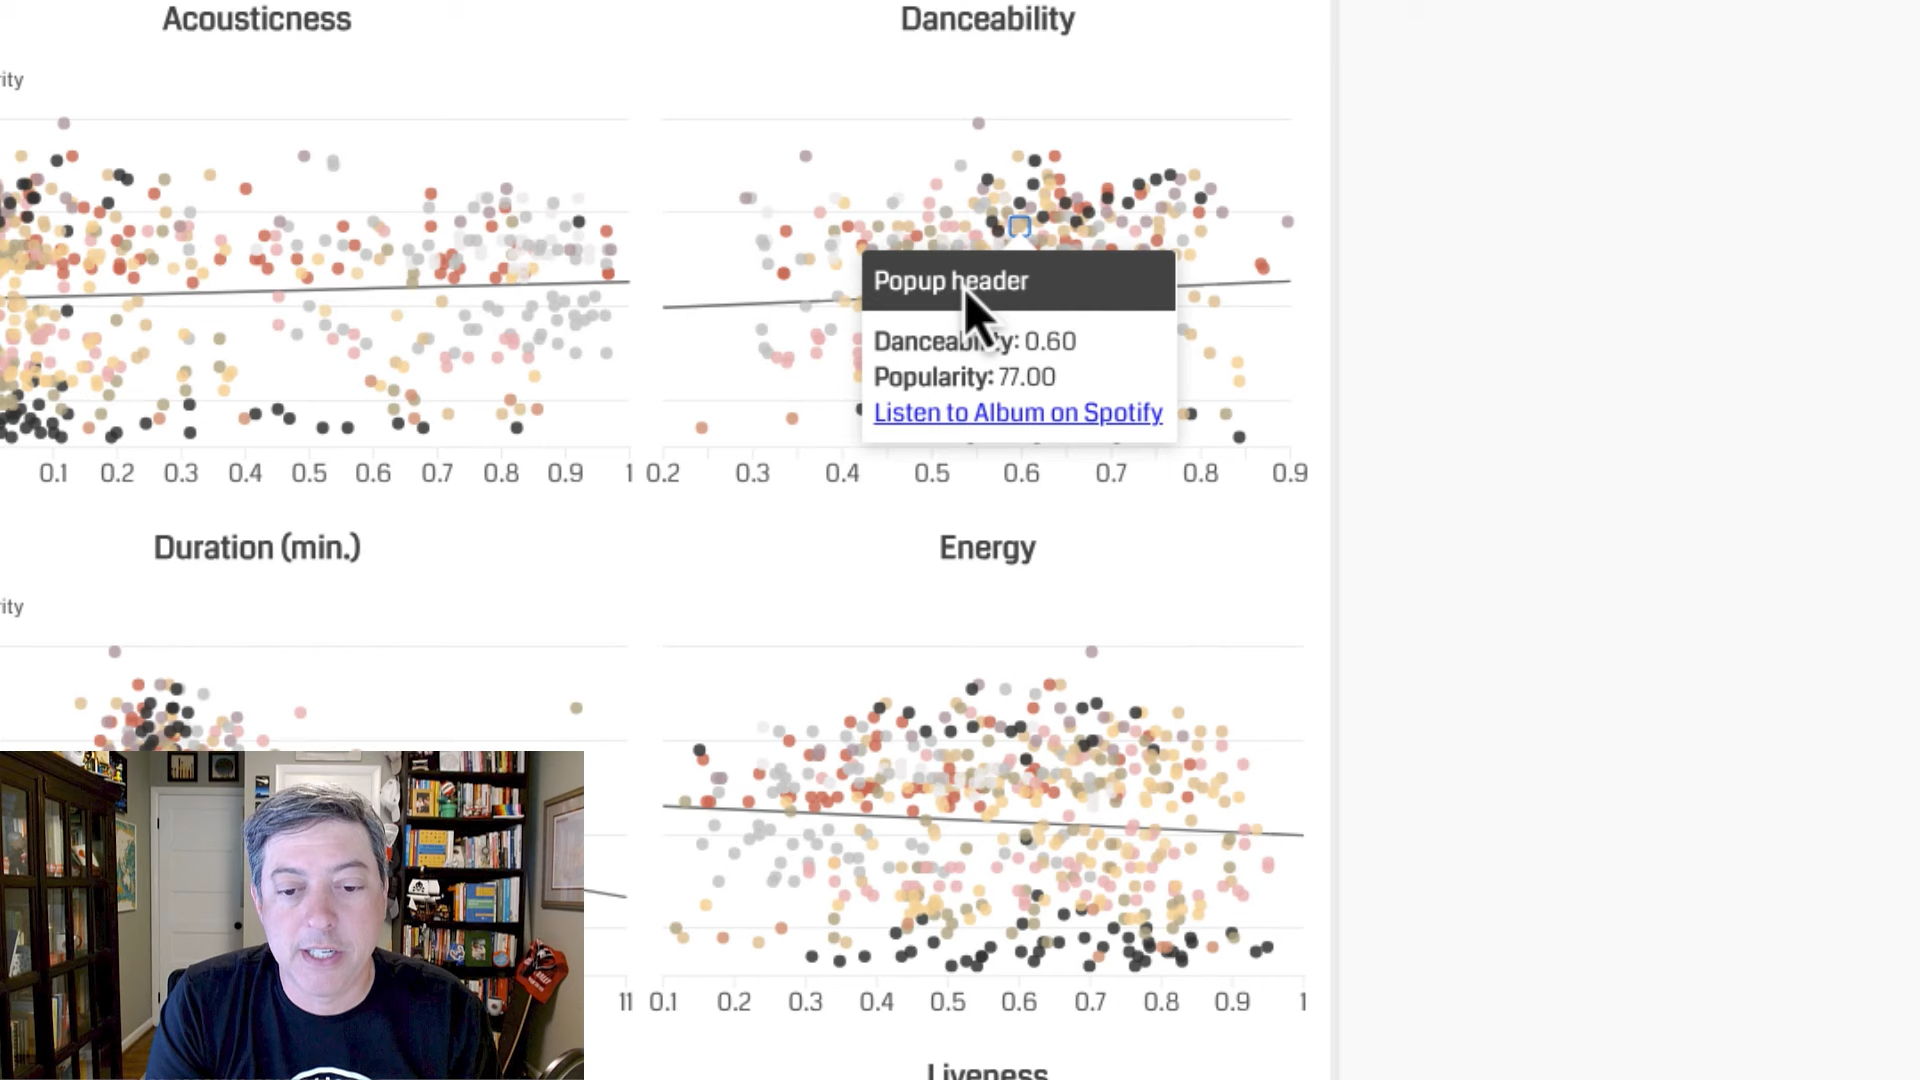 Acousticness
Danceability
rity
Popup header
Danceability: 0.60
Popularity: 77.00
Listen to Album on Spotify
0.1 0.2 0.3 0.4 0.5 0.6 0.7 0.8 0.9 1
0.2 0.3 0.4 0.5 0.6 0.7 0.8 0.9
Duration (min.)
Energy
rity
11
0.1 0.2 0.3 0.4 0.5 0.6 0.7 0.8 0.9 1
Liveness